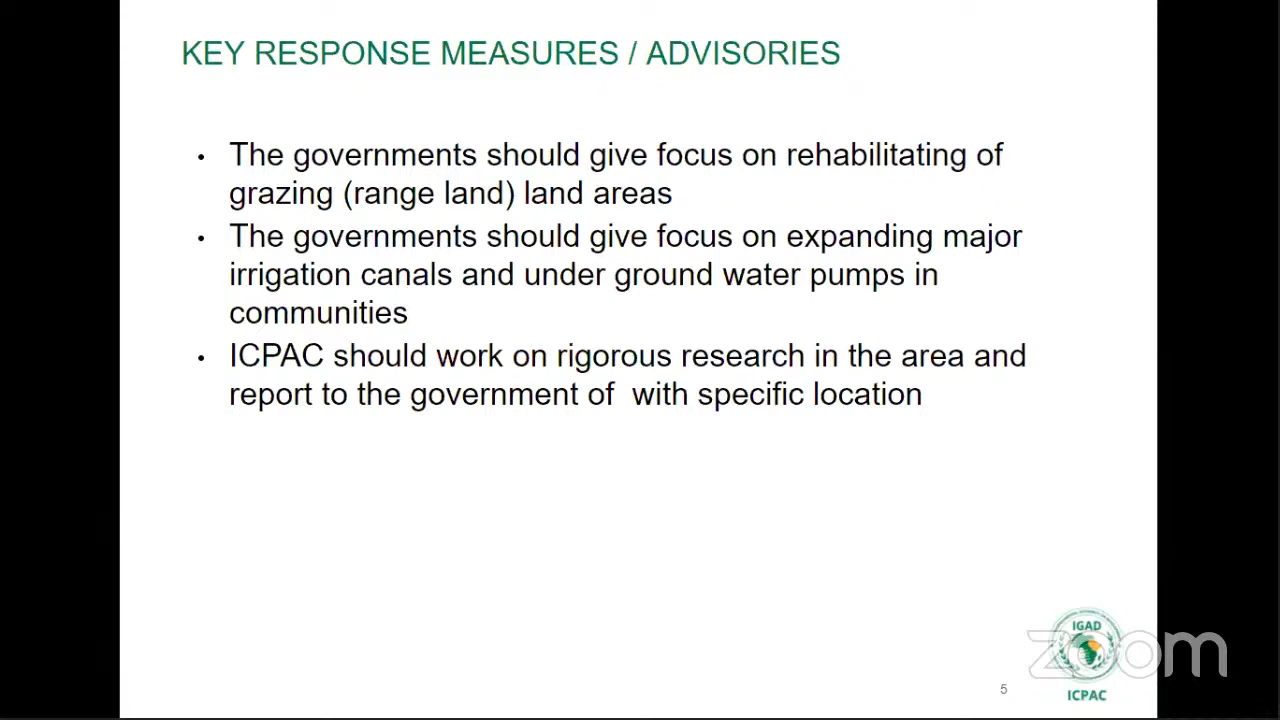 KEY RESPONSE MEASURES / ADVISORIES
• The governments should give focus on rehabilitating of
grazing (range land) land areas
• The governments should give focus on expanding major
irrigation canals and under ground water pumps in
communities
• ICPAC should work on rigorous research in the area and
report to the government of  with specific location
IGAD
zoom
5
ICPAC